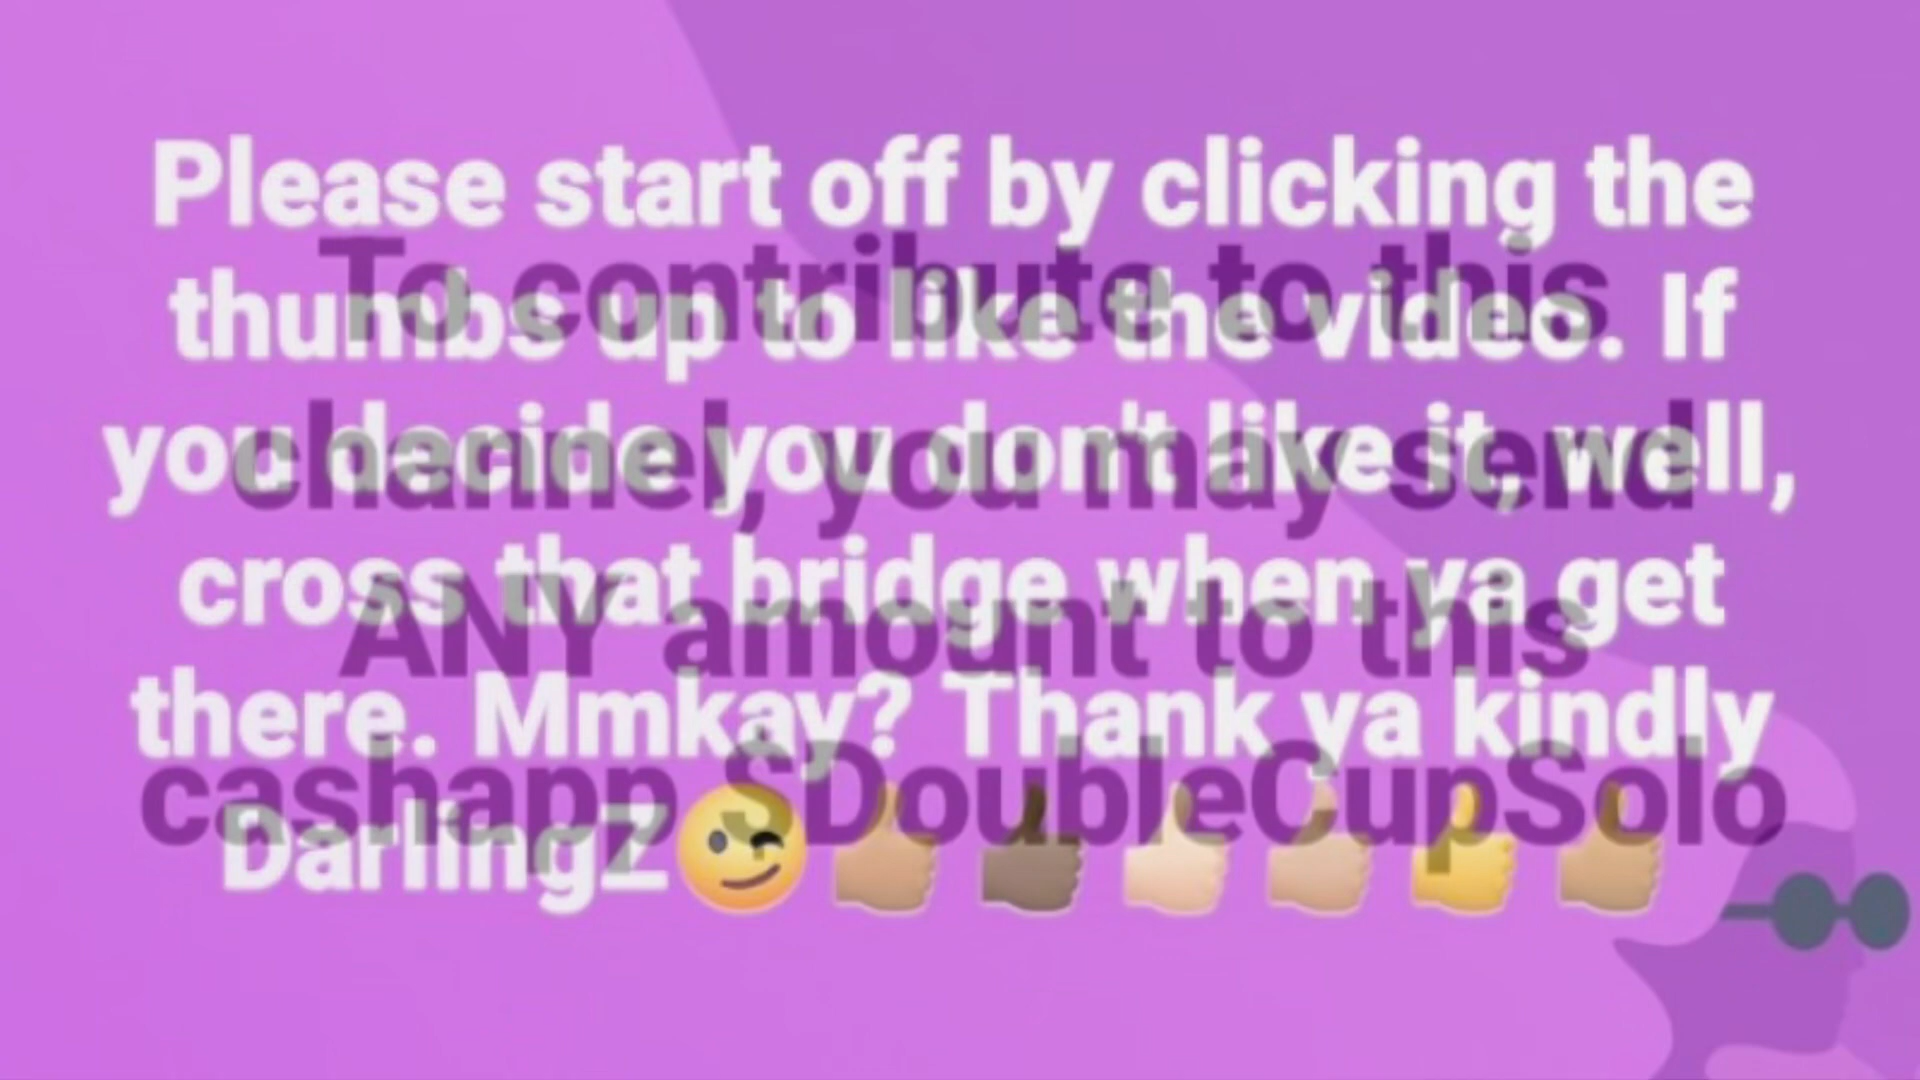 Please start off by clicking the
thumbs up to like the video. If
you decide you don't like it, well,
cross that bridge when ya get
there. Mmkay? Thank ya kindly
DarlingZ😉👍🏽👍🏿👍🏻👍🏼👍👍🏽
To contribute to this
channel, you may send
ANY amount to this
cashapp $DoubleCupSolo